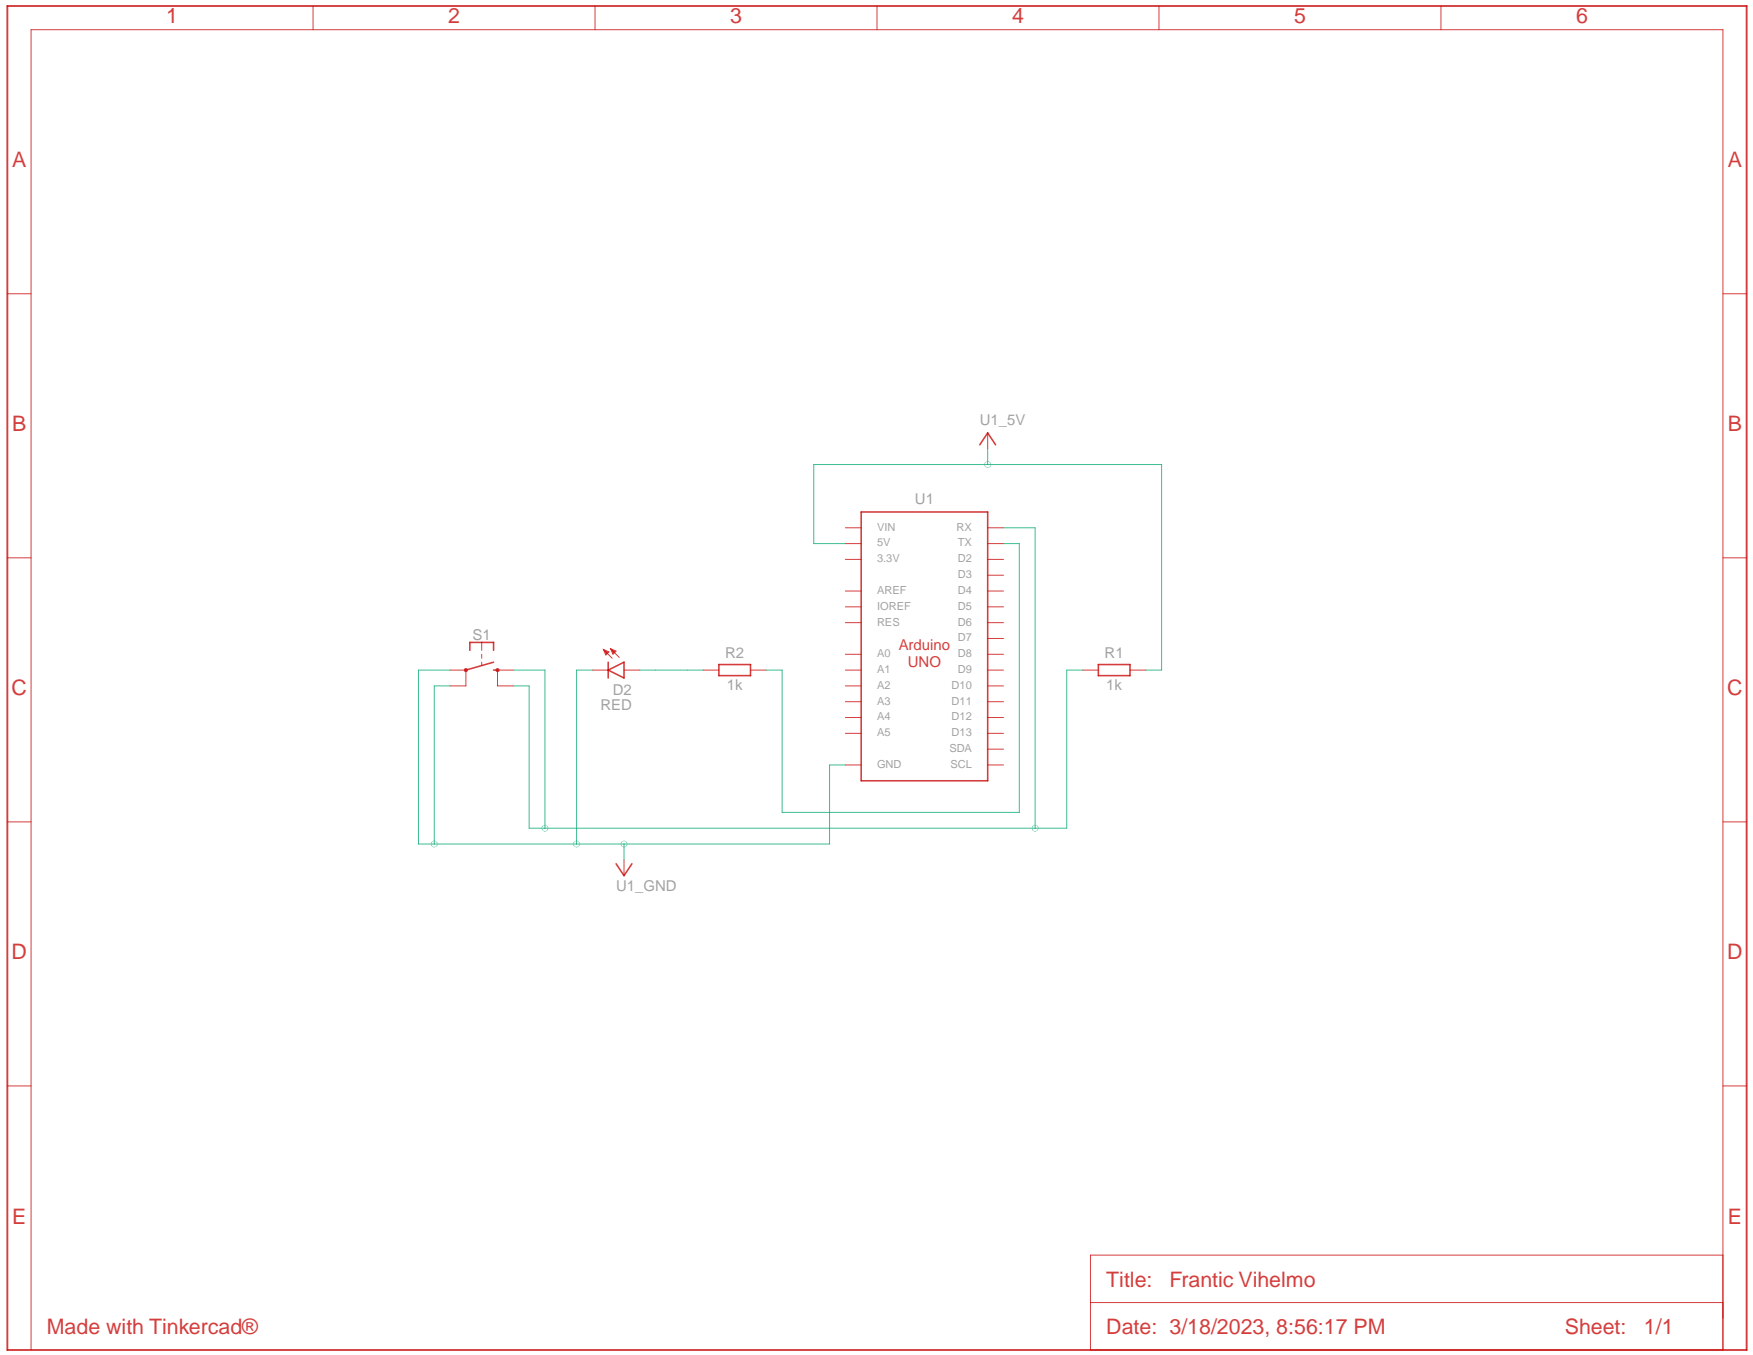 1 2 3 4 5 6
A A
B B
U1_5V
U1
VIN RX
5V TX
3.3V D2
D3
AREF D4
IOREF D5
RES D6
D7
A0 Arduino D8
A1 UNO D9
A2 D10
A3 D11
A4 D12
A5 D13
SDA
GND SCL
S1
D2
RED
R2
1k
R1
1k
C C
U1_GND
D D
E E
Title: Frantic Vihelmo
Date: 3/18/2023, 8:56:17 PM Sheet: 1/1
Made with Tinkercad®